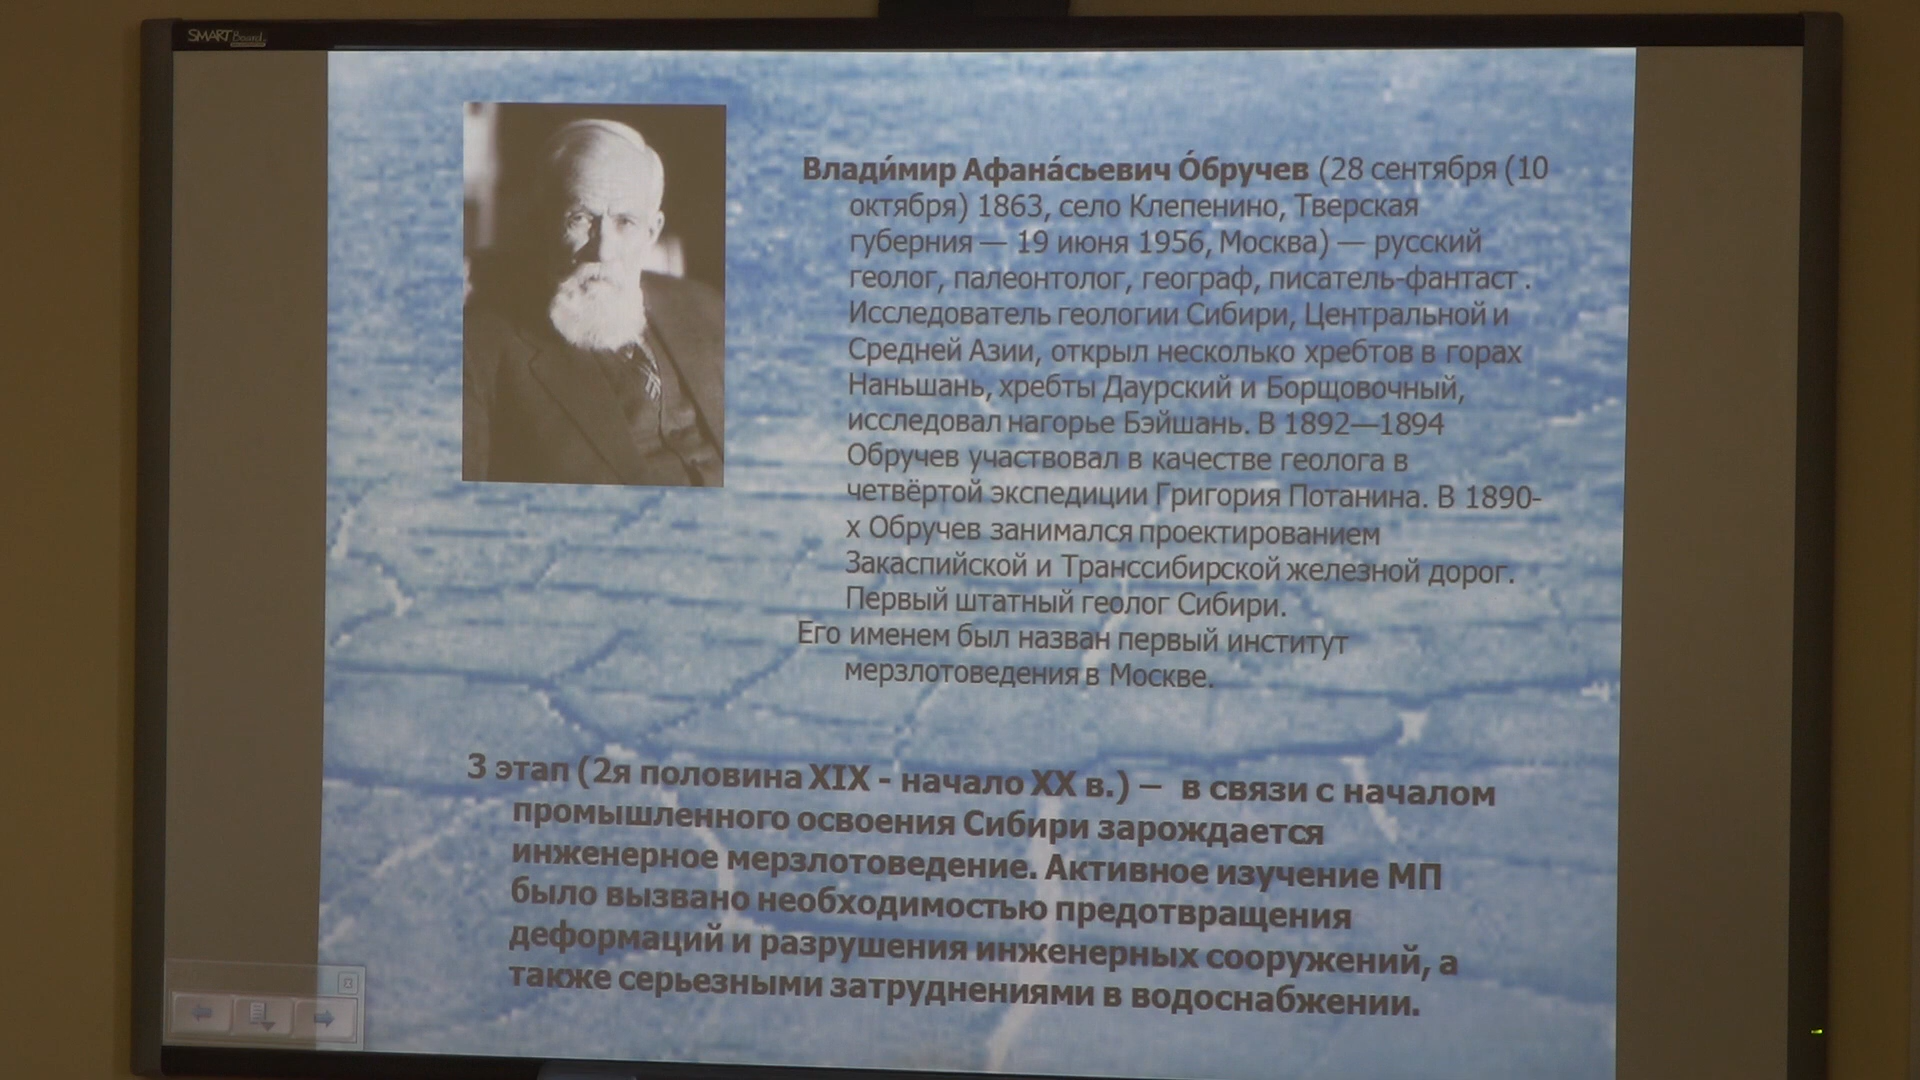 SMART Board
Влади́мир Афана́сьевич О́бручев (28 сентября (10
октября) 1863, село Клепенино, Тверская
губерния — 19 июня 1956, Москва) — русский
геолог, палеонтолог, географ, писатель-фантаст .
Исследователь геологии Сибири, Центральной и
Средней Азии, открыл несколько хребтов в горах
Наньшань, хребты Даурский и Борщовочный,
исследовал нагорье Бэйшань. В 1892—1894
Обручев участвовал в качестве геолога в
четвёртой экспедиции Григория Потанина. В 1890-
х Обручев занимался проектированием
Закаспийской и Транссибирской железной дорог.
Первый штатный геолог Сибири.
Его именем был назван первый институт
мерзлотоведения в Москве.
3 этап (2я половина XIX - начало XX в.) – в связи с началом
промышленного освоения Сибири зарождается
инженерное мерзлотоведение. Активное изучение МП
было вызвано необходимостью предотвращения
деформаций и разрушения инженерных сооружений, а
также серьезными затруднениями в водоснабжении.